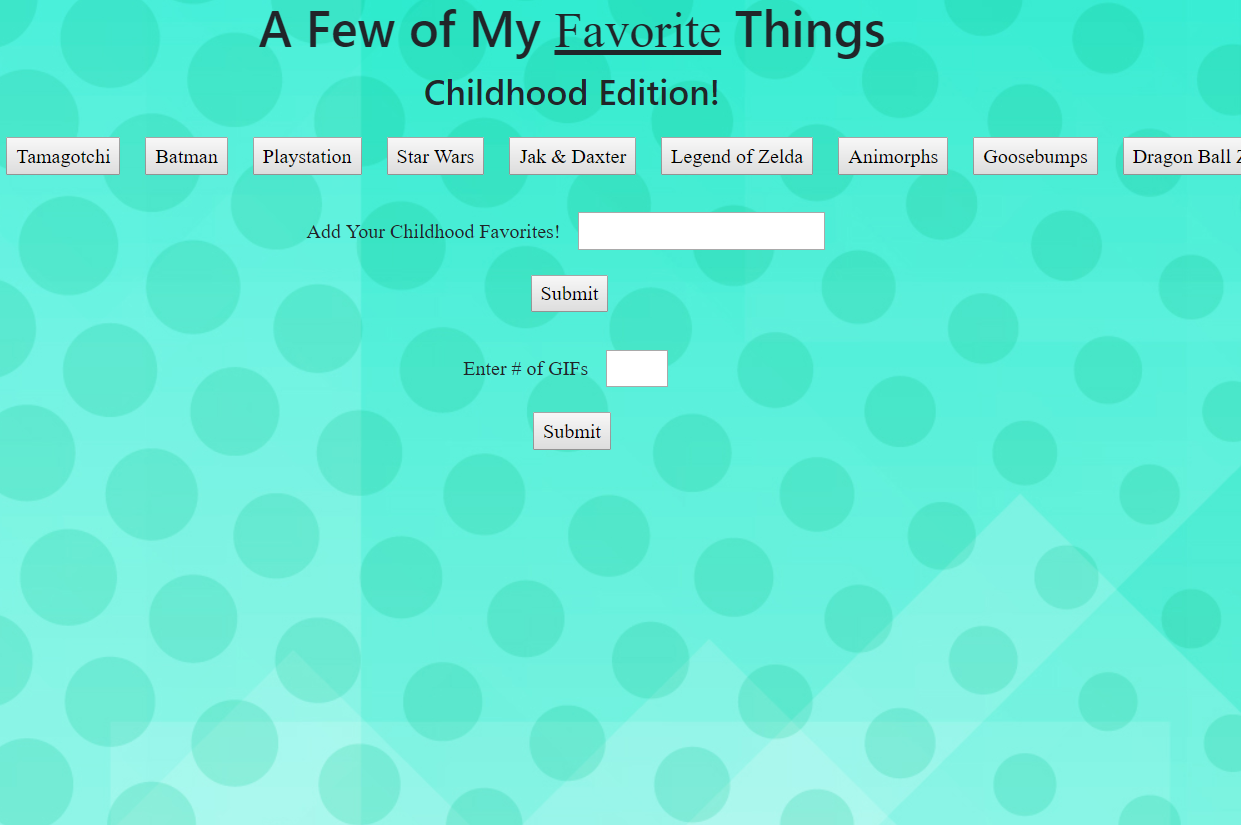 A Few of My Favorite Things
Childhood Edition!
Tamagotchi Batman Playstation Star Wars Jak & Daxter Legend of Zelda Animorphs Goosebumps Dragon Ball Z
Add Your Childhood Favorites!
Submit
Enter # of GIFs
Submit